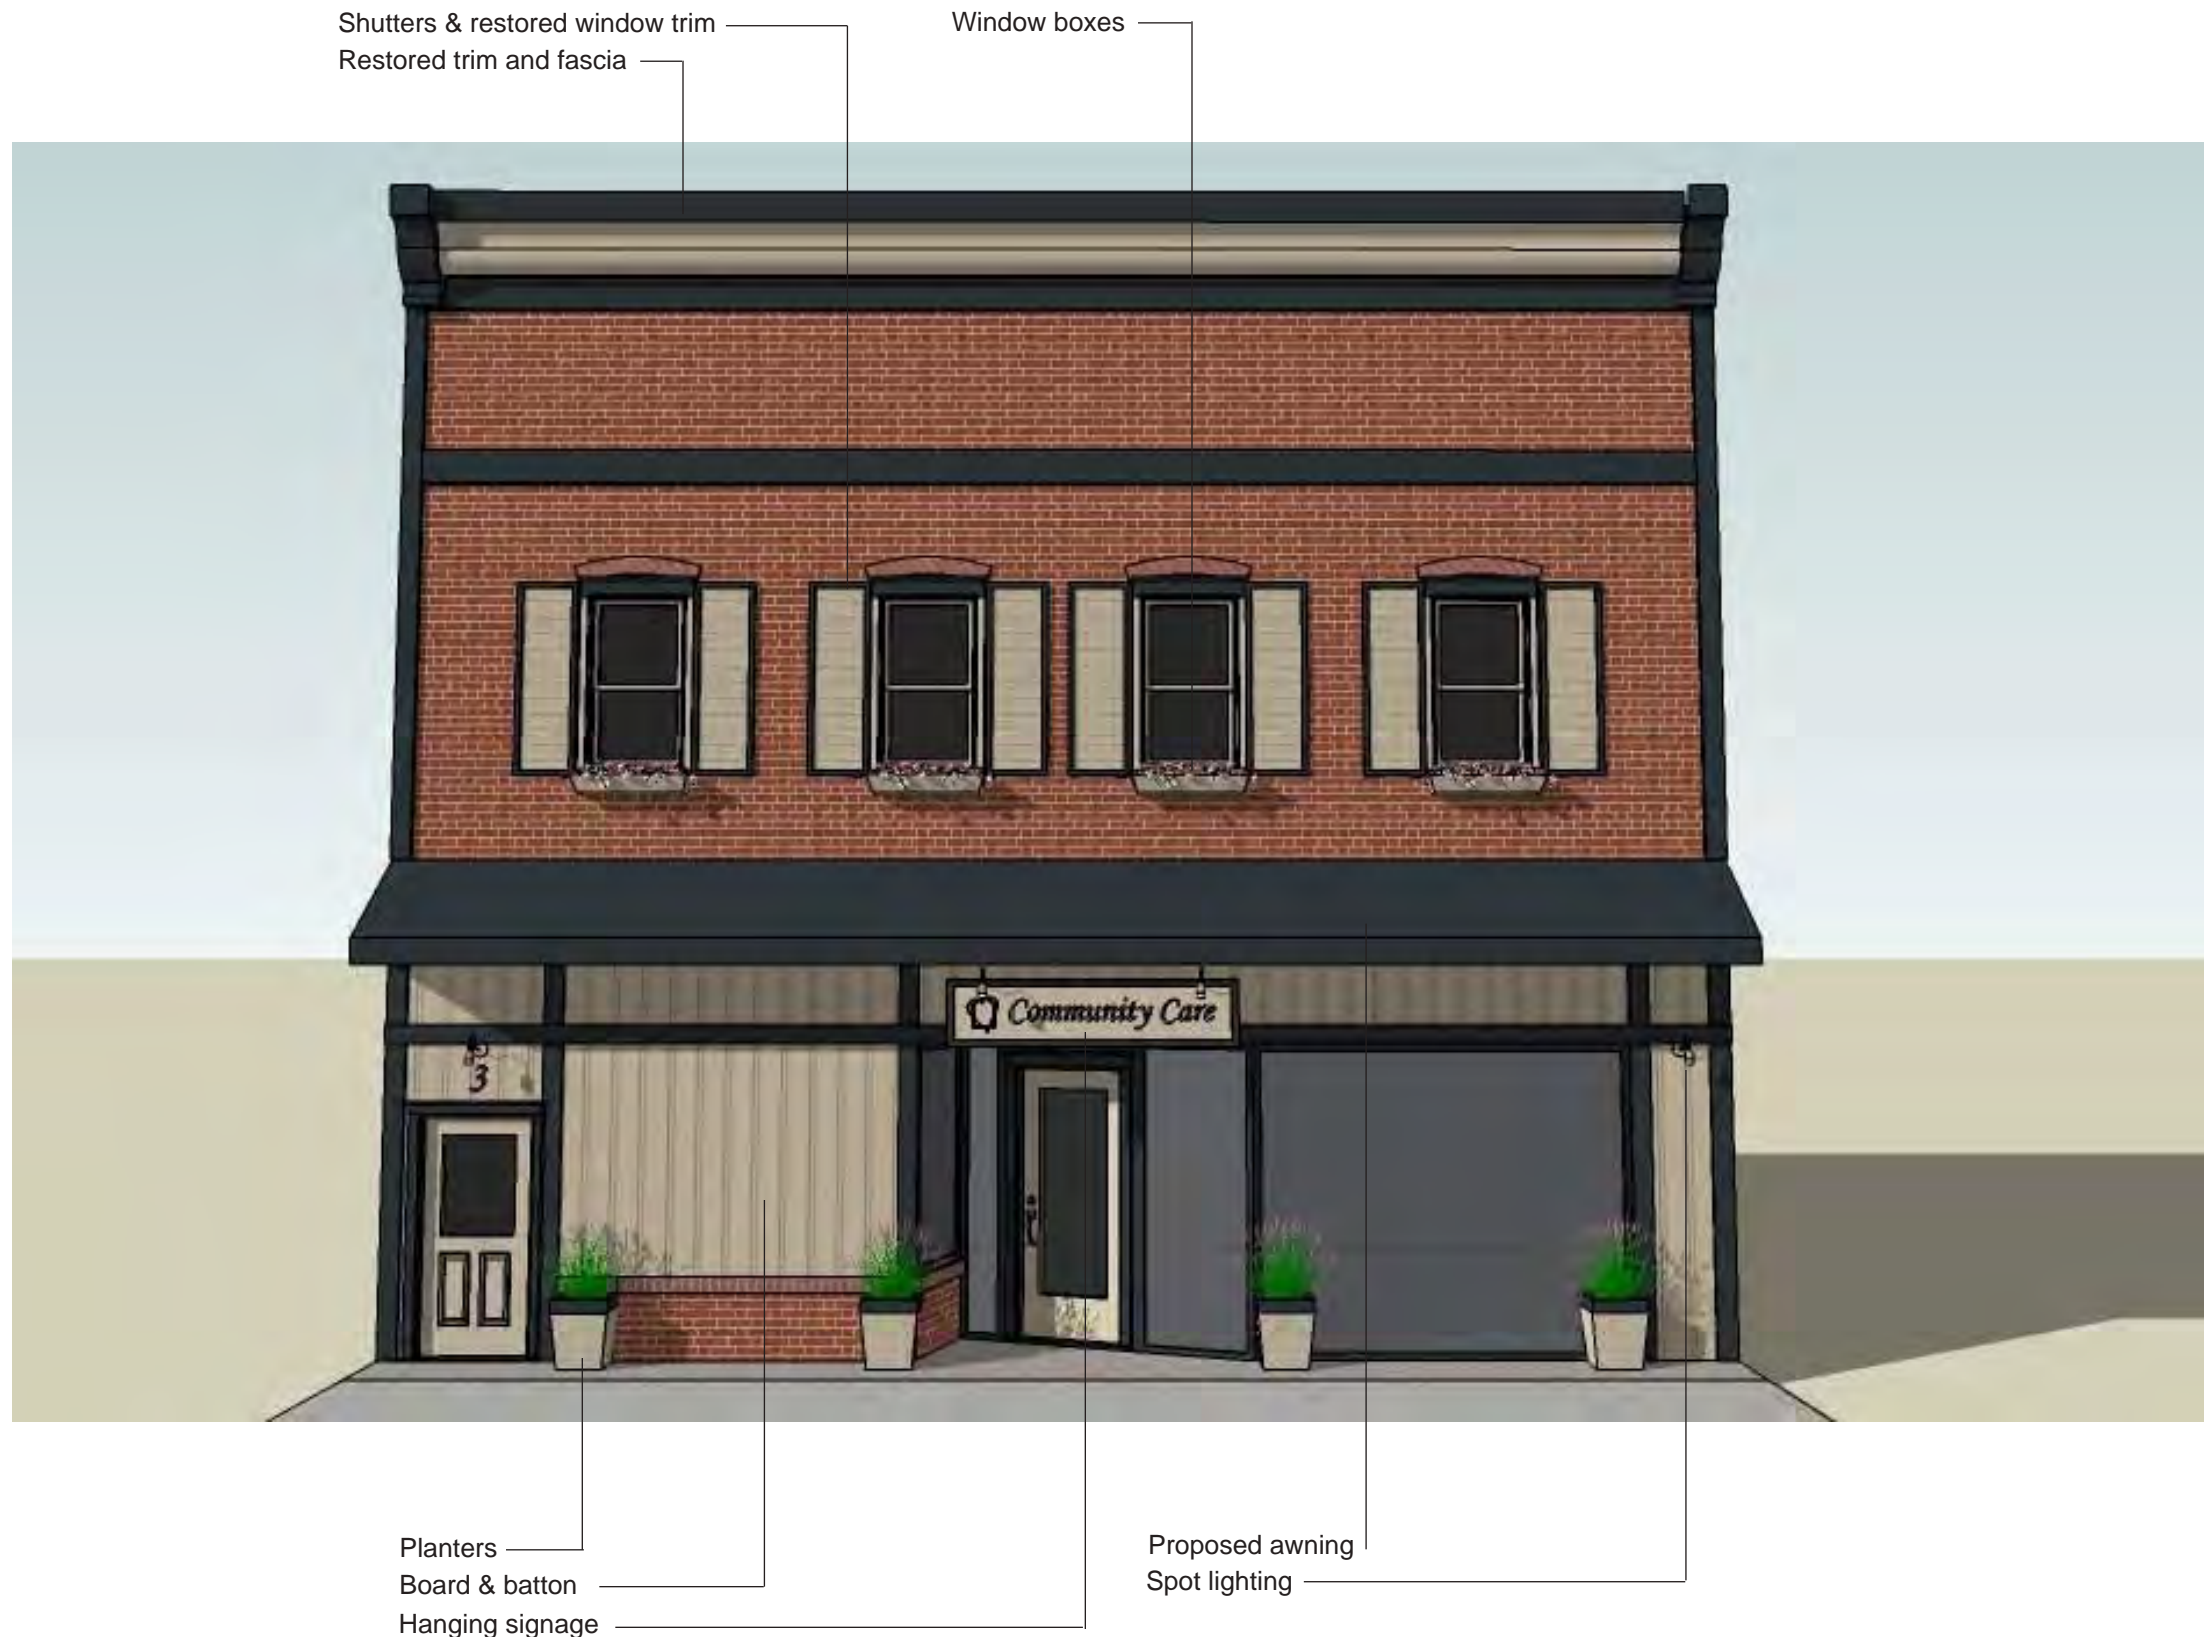 Shutters & restored window trim
Window boxes
Restored trim and fascia
Community Care
3
Planters
Proposed awning
Board & batton
Spot lighting
Hanging signage